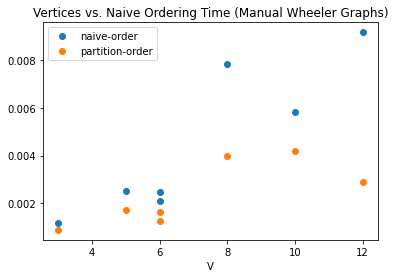 Vertices vs. Naive Ordering Time (Manual Wheeler Graphs)
naive-order
partition-order
0.008
0.006
0.004
0.002
4 6 8 10 12
V